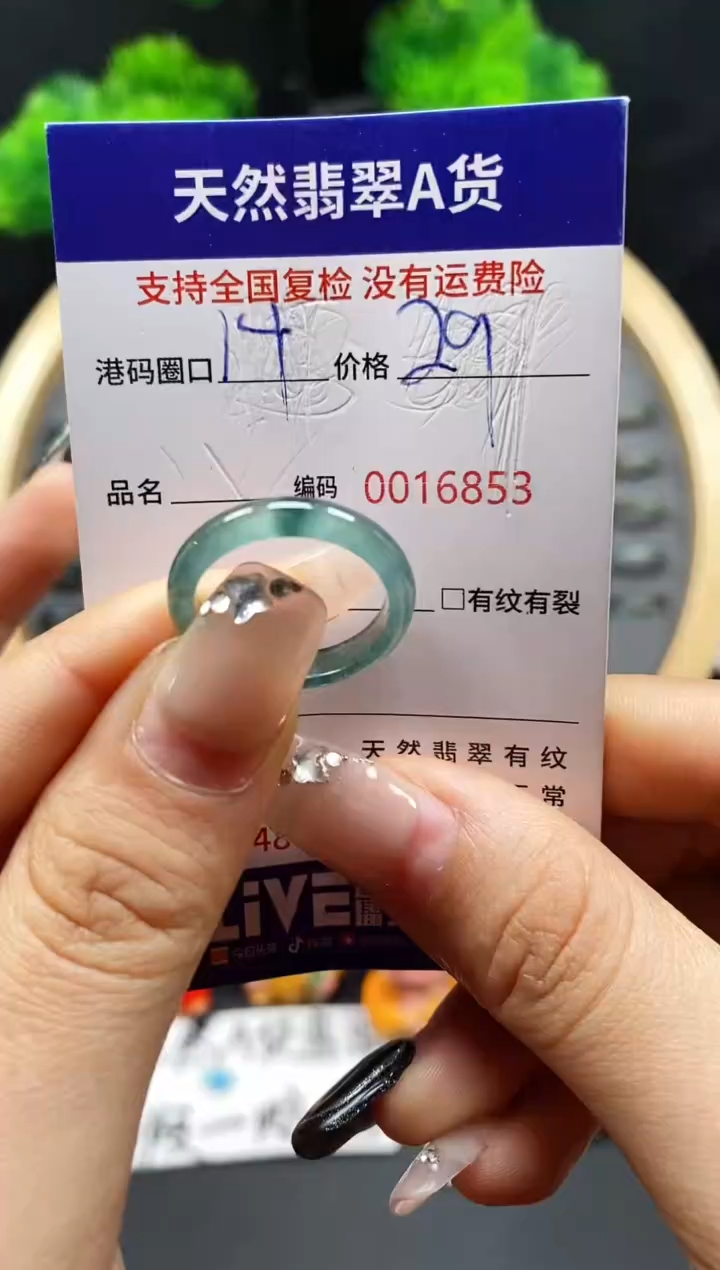 天然翡翠A货
支持全国复检 没有运费险
港码圈口 14 价格 29
品名 编码 0016853
□有纹有裂
天然翡翠有纹
常
48
LiVE